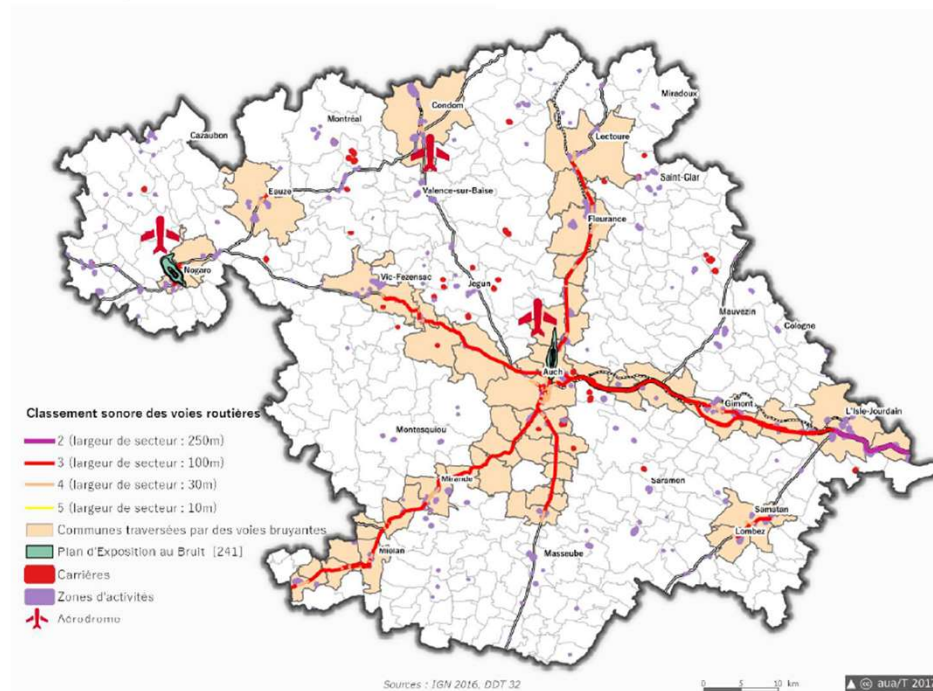 Miradoux
Condom
Montréal
Lectoure
Cazaubon
Saint-Clar
Eauze
Valence-sur-Baïse
Fleurance
Nogaro
Vic-Fezensac
Jegun
Mauvezin
Cologne
Auch
Gimont
L'Isle-Jourdain
Montesquiou
Mirande
Saramon
Samatan
Lombez
Miélan
Masseube
Classement sonore des voies routières
2 (largeur de secteur : 250m)
3 (largeur de secteur : 100m)
4 (largeur de secteur : 30m)
5 (largeur de secteur : 10m)
Communes traversées par des voies bruyantes
Plan d'Exposition au Bruit [241]
Carrières
Zones d'activités
Aérodrome
Sources : IGN 2016, DDT 32
0 5 10 km
cc aua/T 2017